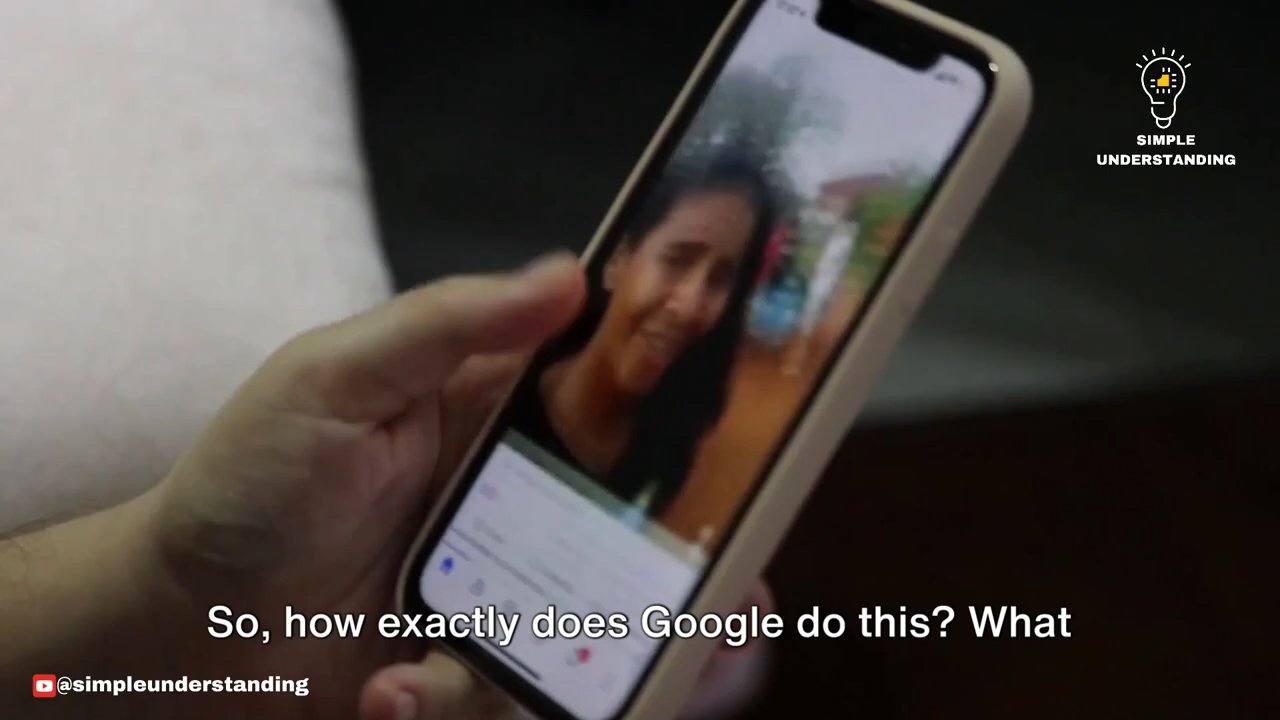 SIMPLE
UNDERSTANDING
So, how exactly does Google do this? What
@simpleunderstanding